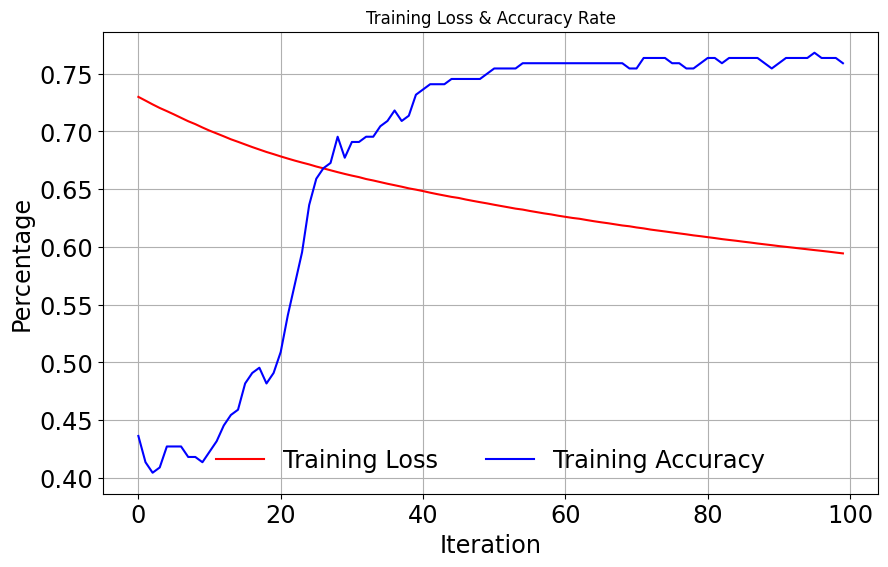 Training Loss & Accuracy Rate
0.75
0.70
0.65
0.60
0.55
0.50
0.45
0.40
Percentage
Training Loss
Training Accuracy
0 20 40 60 80 100
Iteration